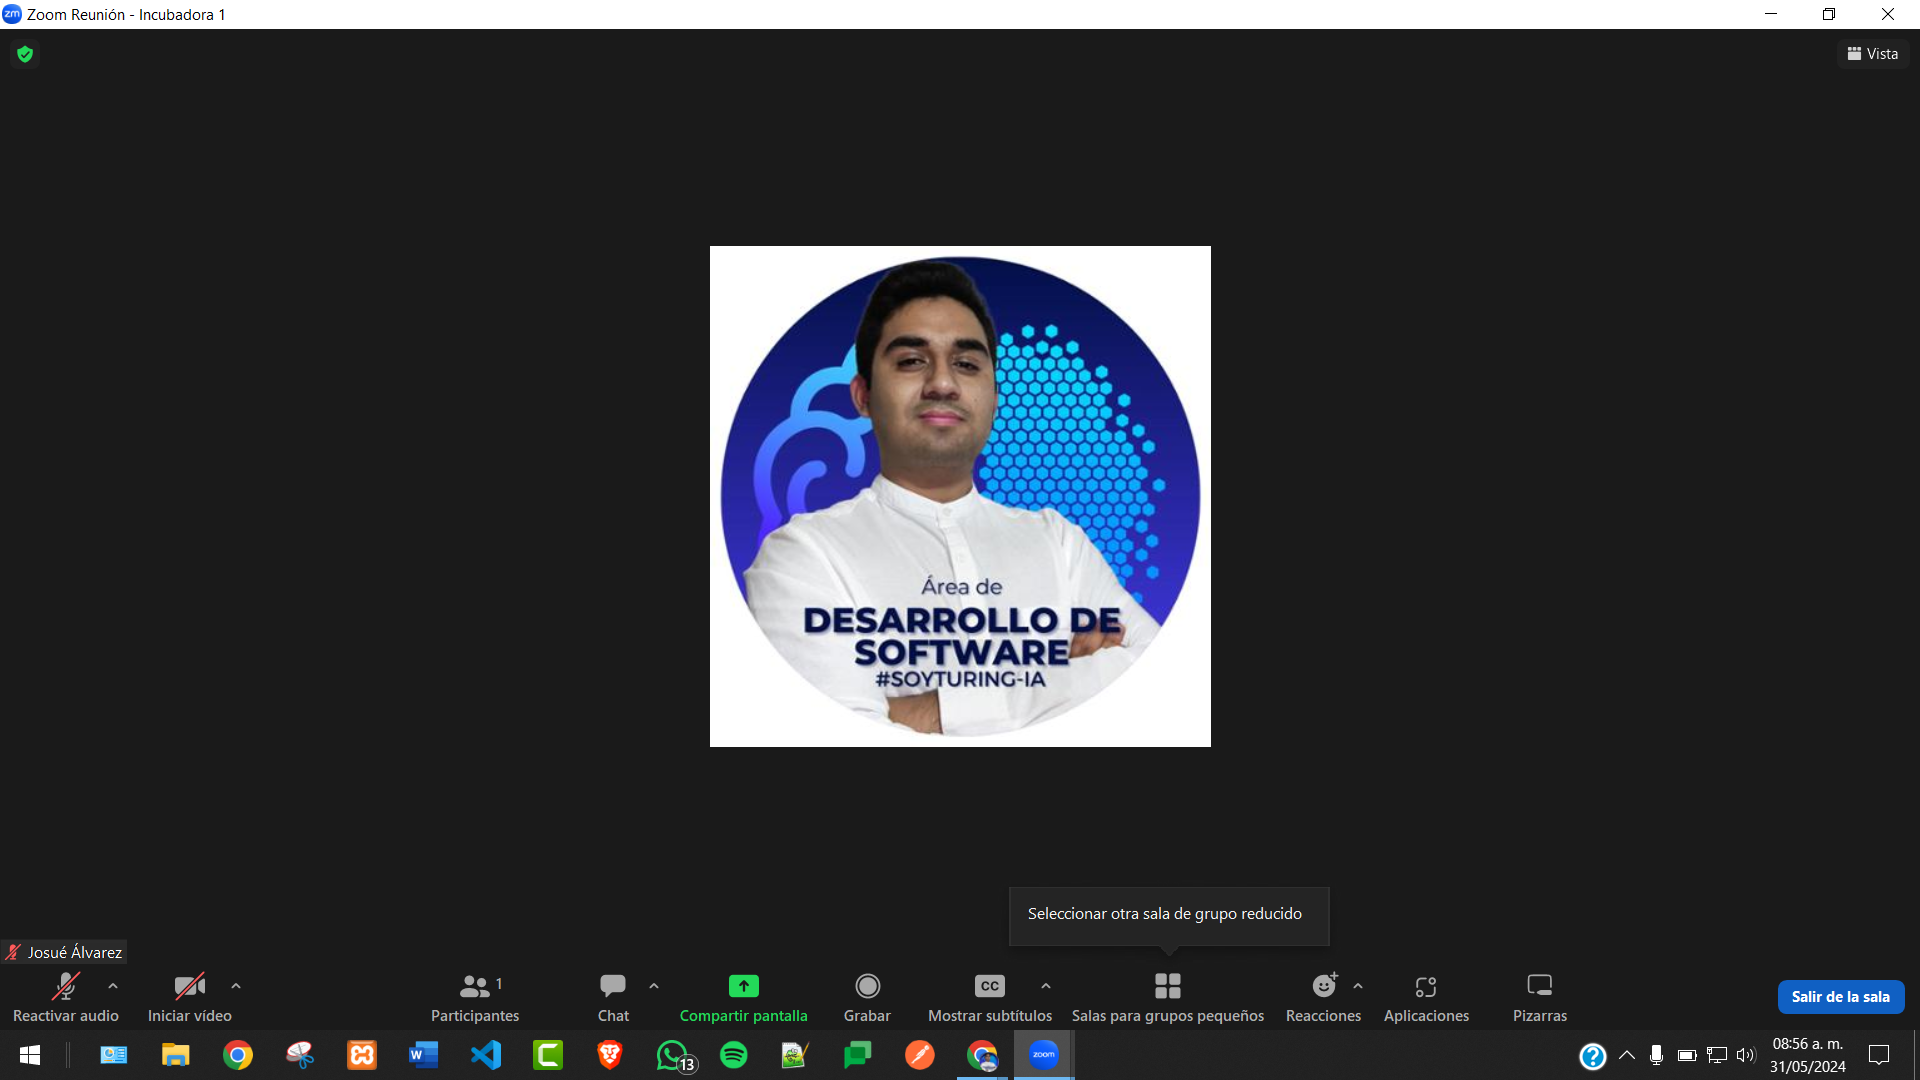 zm Zoom Reunión - Incubadora 1
Vista
Área de
DESARROLLO DE
SOFTWARE
#SOYTURING-IA
Seleccionar otra sala de grupo reducido
Josué Álvarez
1
CC
Reactivar audio
Iniciar vídeo
Participantes
Chat
Compartir pantalla
Grabar
Mostrar subtítulos
Salas para grupos pequeños
Reacciones
Aplicaciones
Pizarras
Salir de la sala
W
C
13
zoom
?
08:56 a. m.
31/05/2024